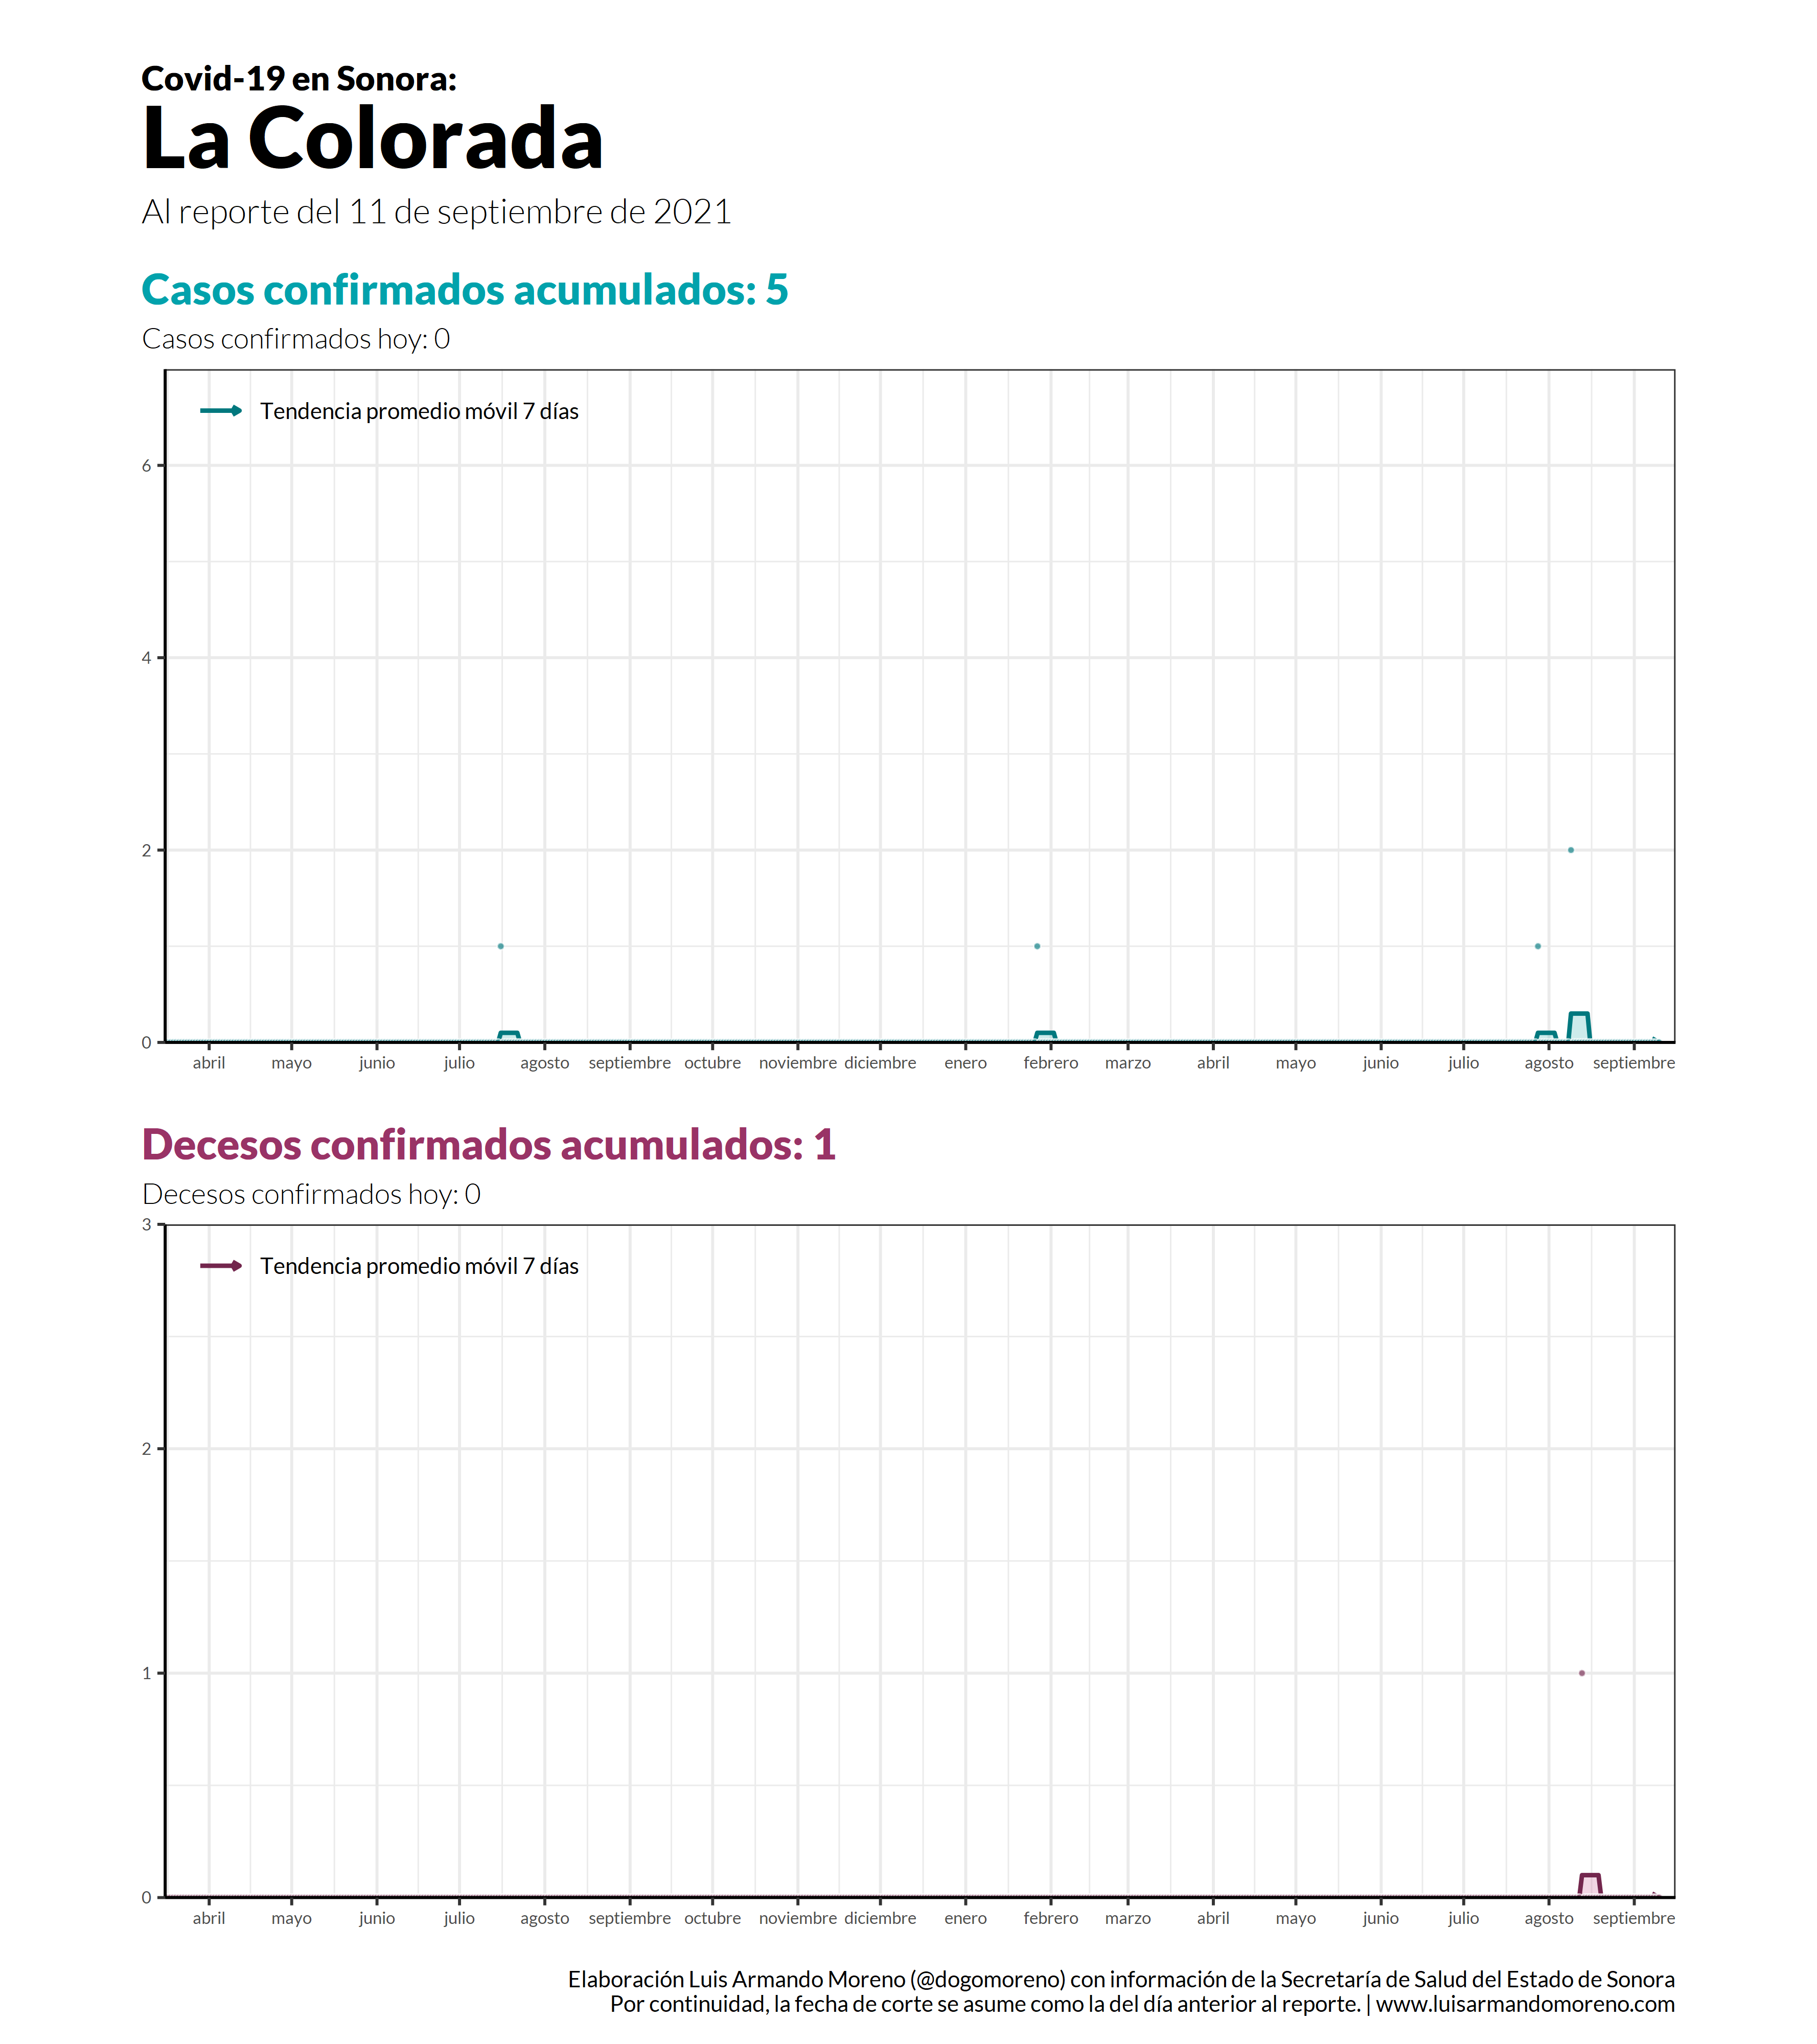 Covid-19 en Sonora:
La Colorada
Al reporte del 11 de septiembre de 2021
Casos confirmados acumulados: 5
Casos confirmados hoy: 0
Tendencia promedio móvil 7 días
6
4
2
0
abril mayo junio julio agosto septiembre octubre noviembre diciembre enero febrero marzo abril mayo junio julio agosto septiembre
Decesos confirmados acumulados: 1
Decesos confirmados hoy: 0
3
Tendencia promedio móvil 7 días
2
1
0
abril mayo junio julio agosto septiembre octubre noviembre diciembre enero febrero marzo abril mayo junio julio agosto septiembre
Elaboración Luis Armando Moreno (@dogomoreno) con información de la Secretaría de Salud del Estado de Sonora
Por continuidad, la fecha de corte se asume como la del día anterior al reporte. | www.luisarmandomoreno.com